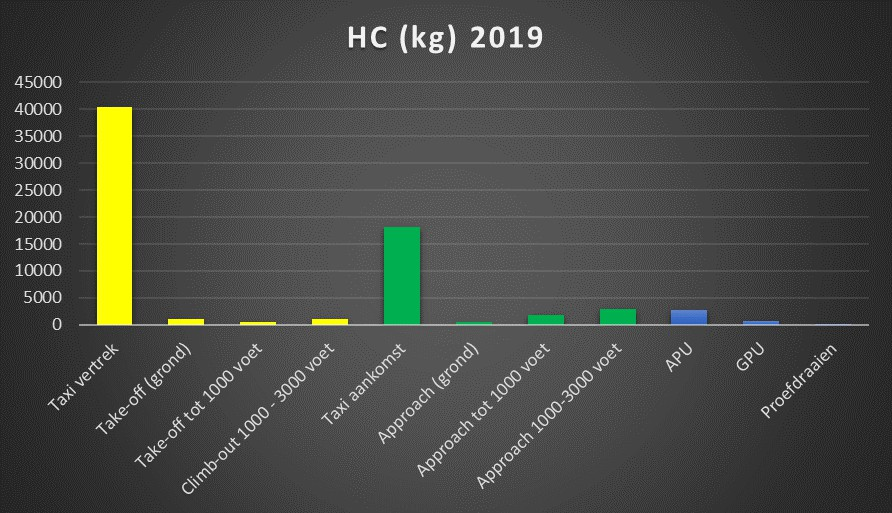 HC (kg) 2019
45000
40000
35000
30000
25000
20000
15000
10000
5000
0
Taxi vertrek
Take-off (grond)
Take-off tot 1000 voet
Climb-out 1000 - 3000 voet
Taxi aankomst
Approach (grond)
Approach tot 1000 voet
Approach 1000-3000 voet
APU
GPU
Proefdraaien